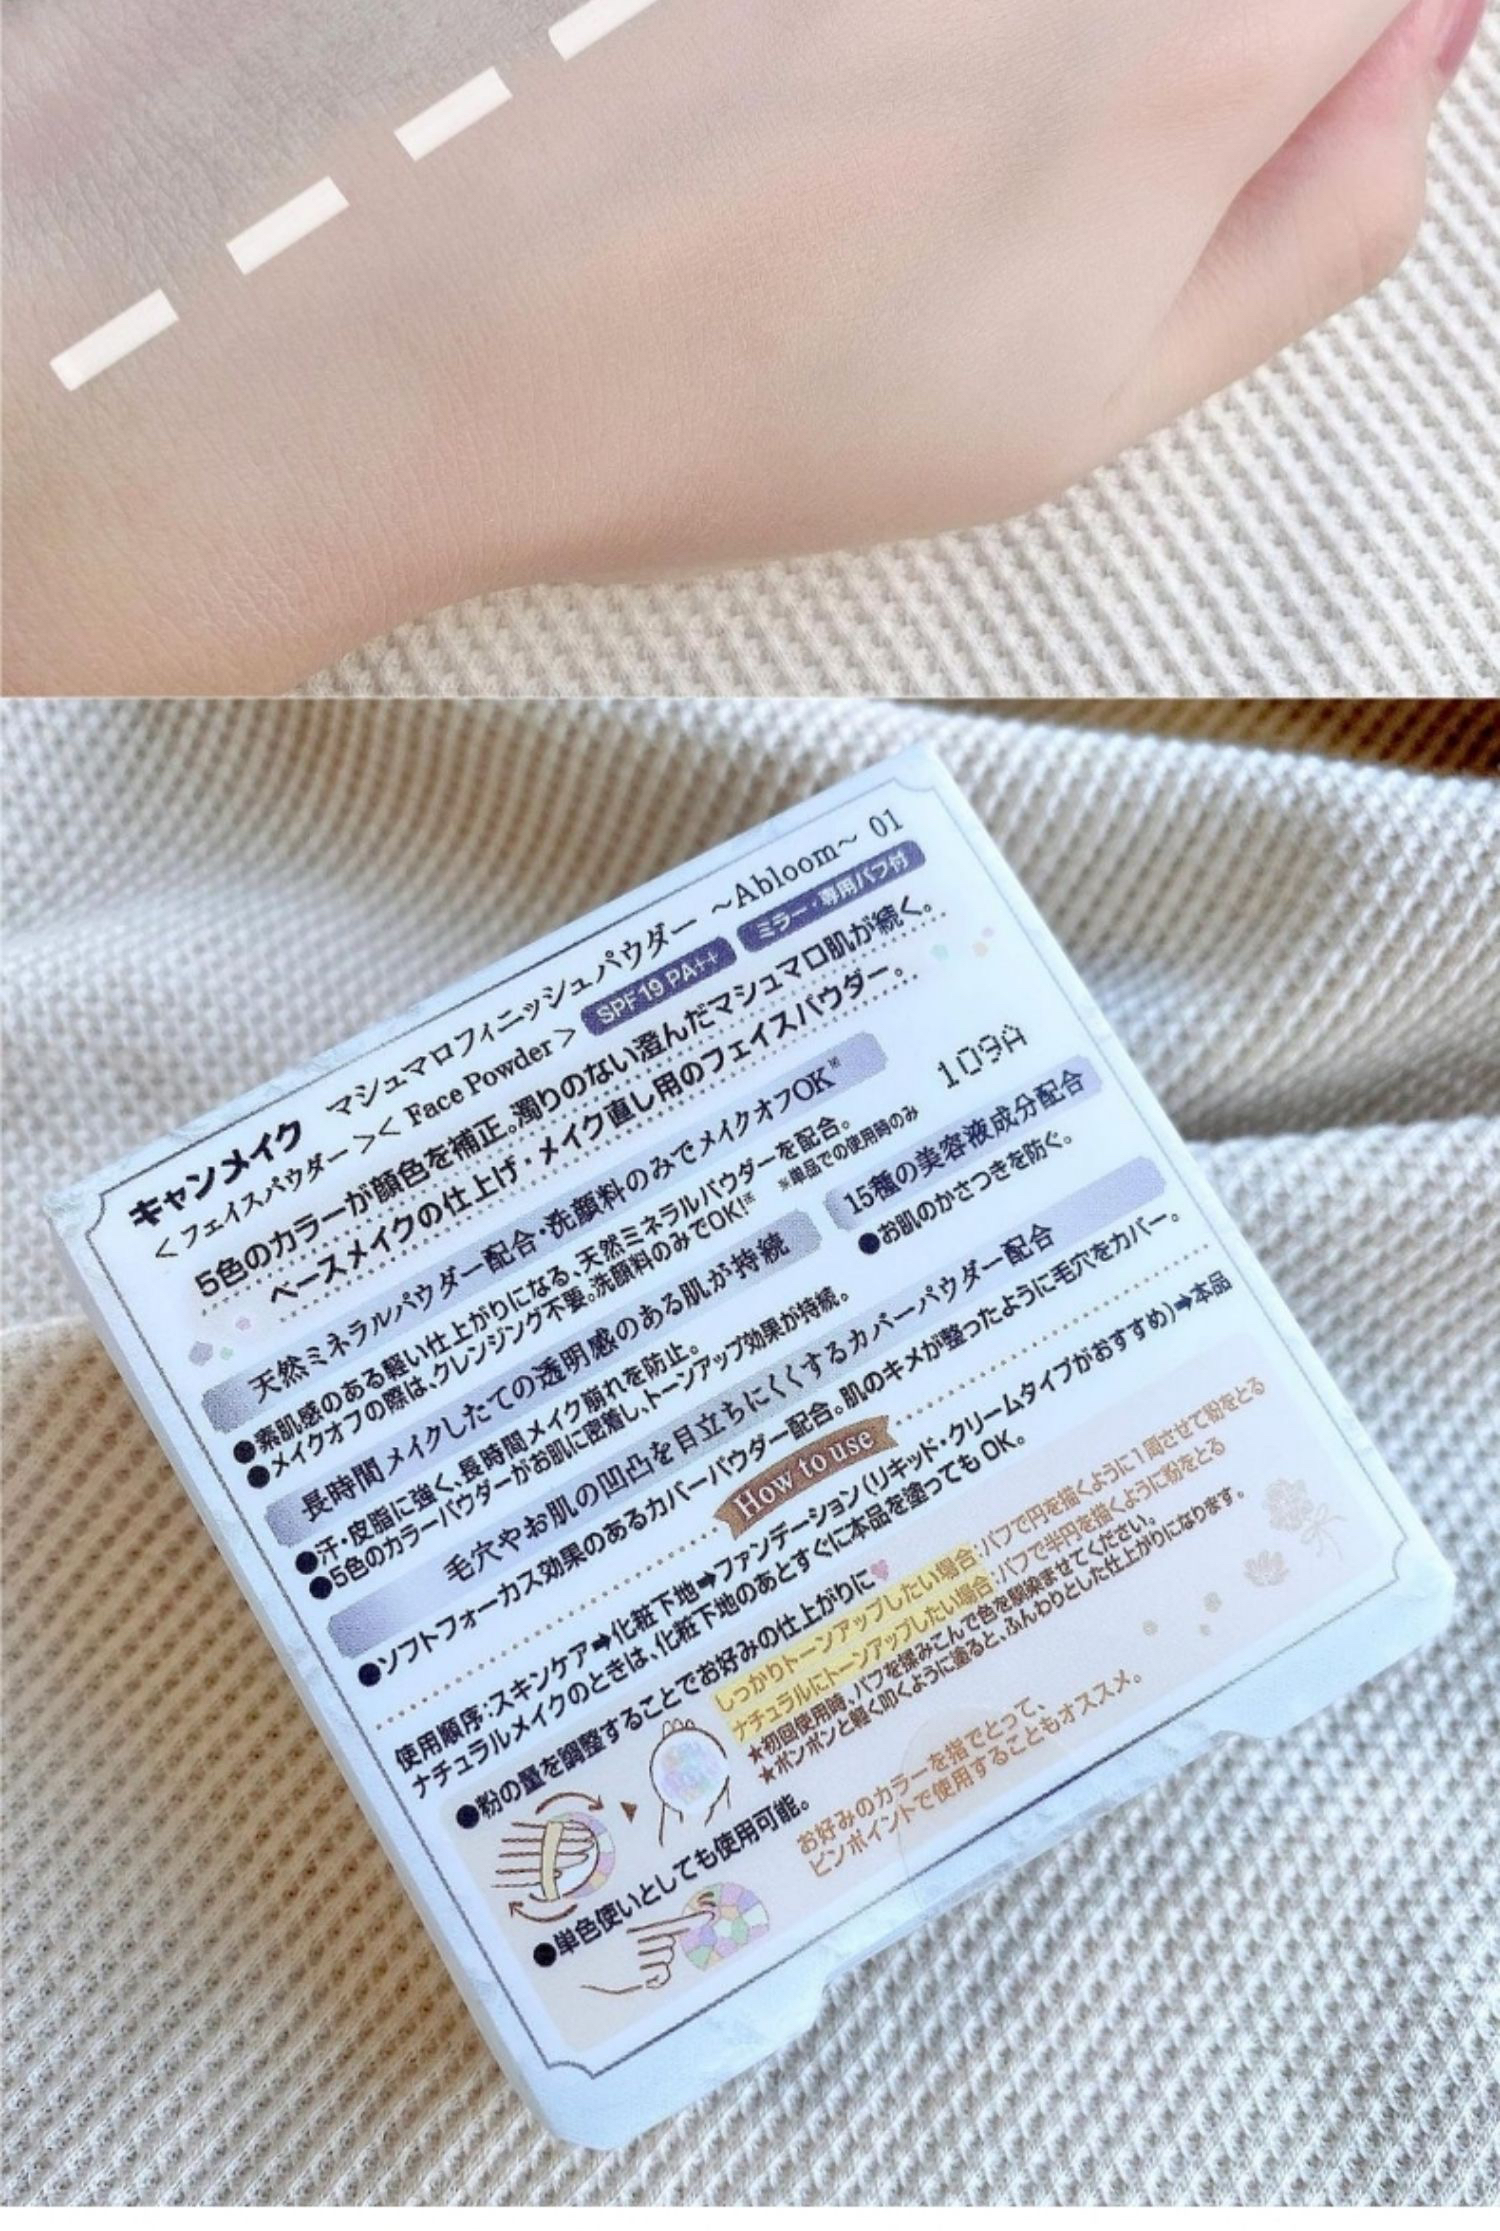 キャンメイク マシュマロフィニッシュパウダー ～Abloom～ 01
＜フェイスパウダー＞＜Face Powder＞ SPF19 PA++ ミラー・専用パフ付
5色のカラーが顔色を補正。濁りのない澄んだマシュマロ肌が続く。
ベースメイクの仕上げ・メイク直し用のフェイスパウダー。
109A
天然ミネラルパウダー配合・洗顔料のみでメイクオフOK※
●素肌感のある軽い仕上がりになる、天然ミネラルパウダーを配合。
●メイクオフの際は、クレンジング不要。洗顔料のみでOK!※ ※単品での使用時のみ
長時間メイクしたての透明感のある肌が持続
●汗・皮脂に強く、長時間メイク崩れを防止。
●5色のカラーパウダーがお肌に密着し、トーンアップ効果が持続。
15種の美容液成分配合
●お肌のかさつきを防ぐ。
毛穴やお肌の凹凸を目立ちにくくするカバーパウダー配合
●ソフトフォーカス効果のあるカバーパウダー配合。肌のキメが整ったように毛穴をカバー。
How to use
使用順序:スキンケア➡化粧下地➡ファンデーション(リキッド・クリームタイプがおすすめ)➡本品
ナチュラルメイクのときは、化粧下地のあとすぐに本品を塗ってもOK。
●粉の量を調整することでお好みの仕上がりに
しっかりトーンアップしたい場合:パフで円を描くように1周させて粉をとる
ナチュラルにトーンアップしたい場合:パフで半円を描くように粉をとる
★初回使用時、パフを揉みこんで色を馴染ませてください。
★ポンポンと軽く叩くように塗ると、ふんわりとした仕上がりになります。
●単色使いとしても使用可能。
お好みのカラーを指でとって、
ピンポイントで使用することもオススメ。